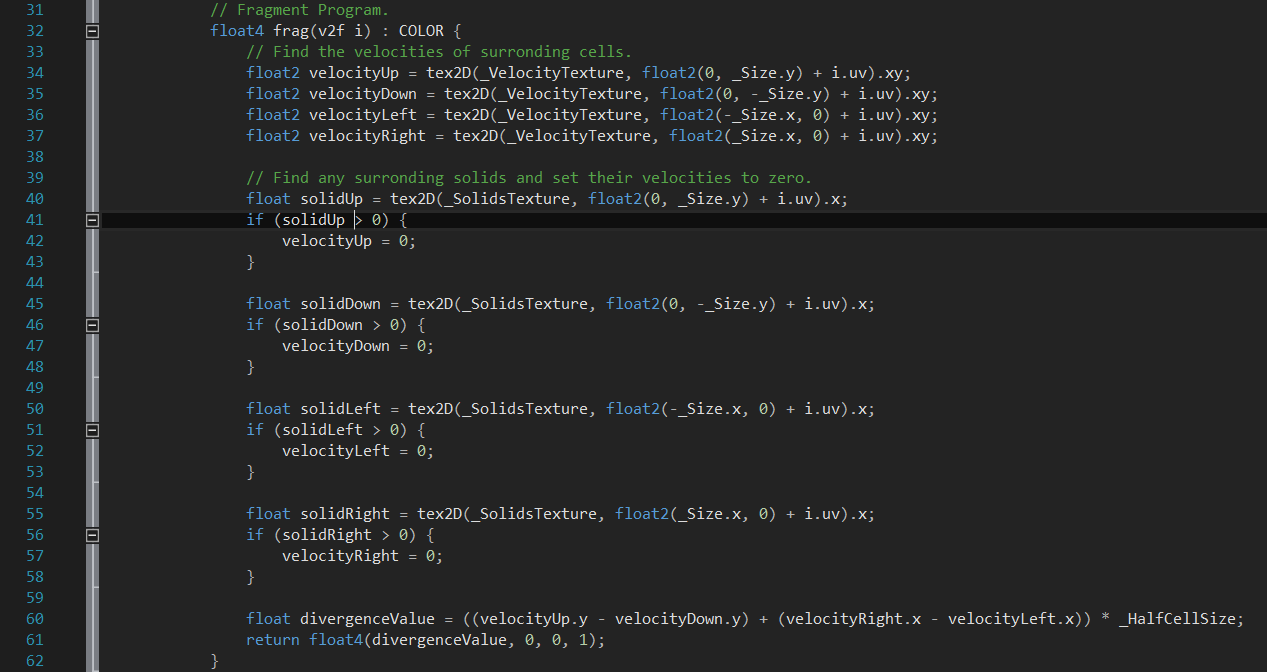 31 // Fragment Program.
32 float4 frag(v2f i) : COLOR {
33 // Find the velocities of surronding cells.
34 float2 velocityUp = tex2D(_VelocityTexture, float2(0, _Size.y) + i.uv).xy;
35 float2 velocityDown = tex2D(_VelocityTexture, float2(0, -_Size.y) + i.uv).xy;
36 float2 velocityLeft = tex2D(_VelocityTexture, float2(-_Size.x, 0) + i.uv).xy;
37 float2 velocityRight = tex2D(_VelocityTexture, float2(_Size.x, 0) + i.uv).xy;
38
39 // Find any surronding solids and set their velocities to zero.
40 float solidUp = tex2D(_SolidsTexture, float2(0, _Size.y) + i.uv).x;
41 if (solidUp > 0) {
42 velocityUp = 0;
43 }
44
45 float solidDown = tex2D(_SolidsTexture, float2(0, -_Size.y) + i.uv).x;
46 if (solidDown > 0) {
47 velocityDown = 0;
48 }
49
50 float solidLeft = tex2D(_SolidsTexture, float2(-_Size.x, 0) + i.uv).x;
51 if (solidLeft > 0) {
52 velocityLeft = 0;
53 }
54
55 float solidRight = tex2D(_SolidsTexture, float2(_Size.x, 0) + i.uv).x;
56 if (solidRight > 0) {
57 velocityRight = 0;
58 }
59
60 float divergenceValue = ((velocityUp.y - velocityDown.y) + (velocityRight.x - velocityLeft.x)) * _HalfCellSize;
61 return float4(divergenceValue, 0, 0, 1);
62 }